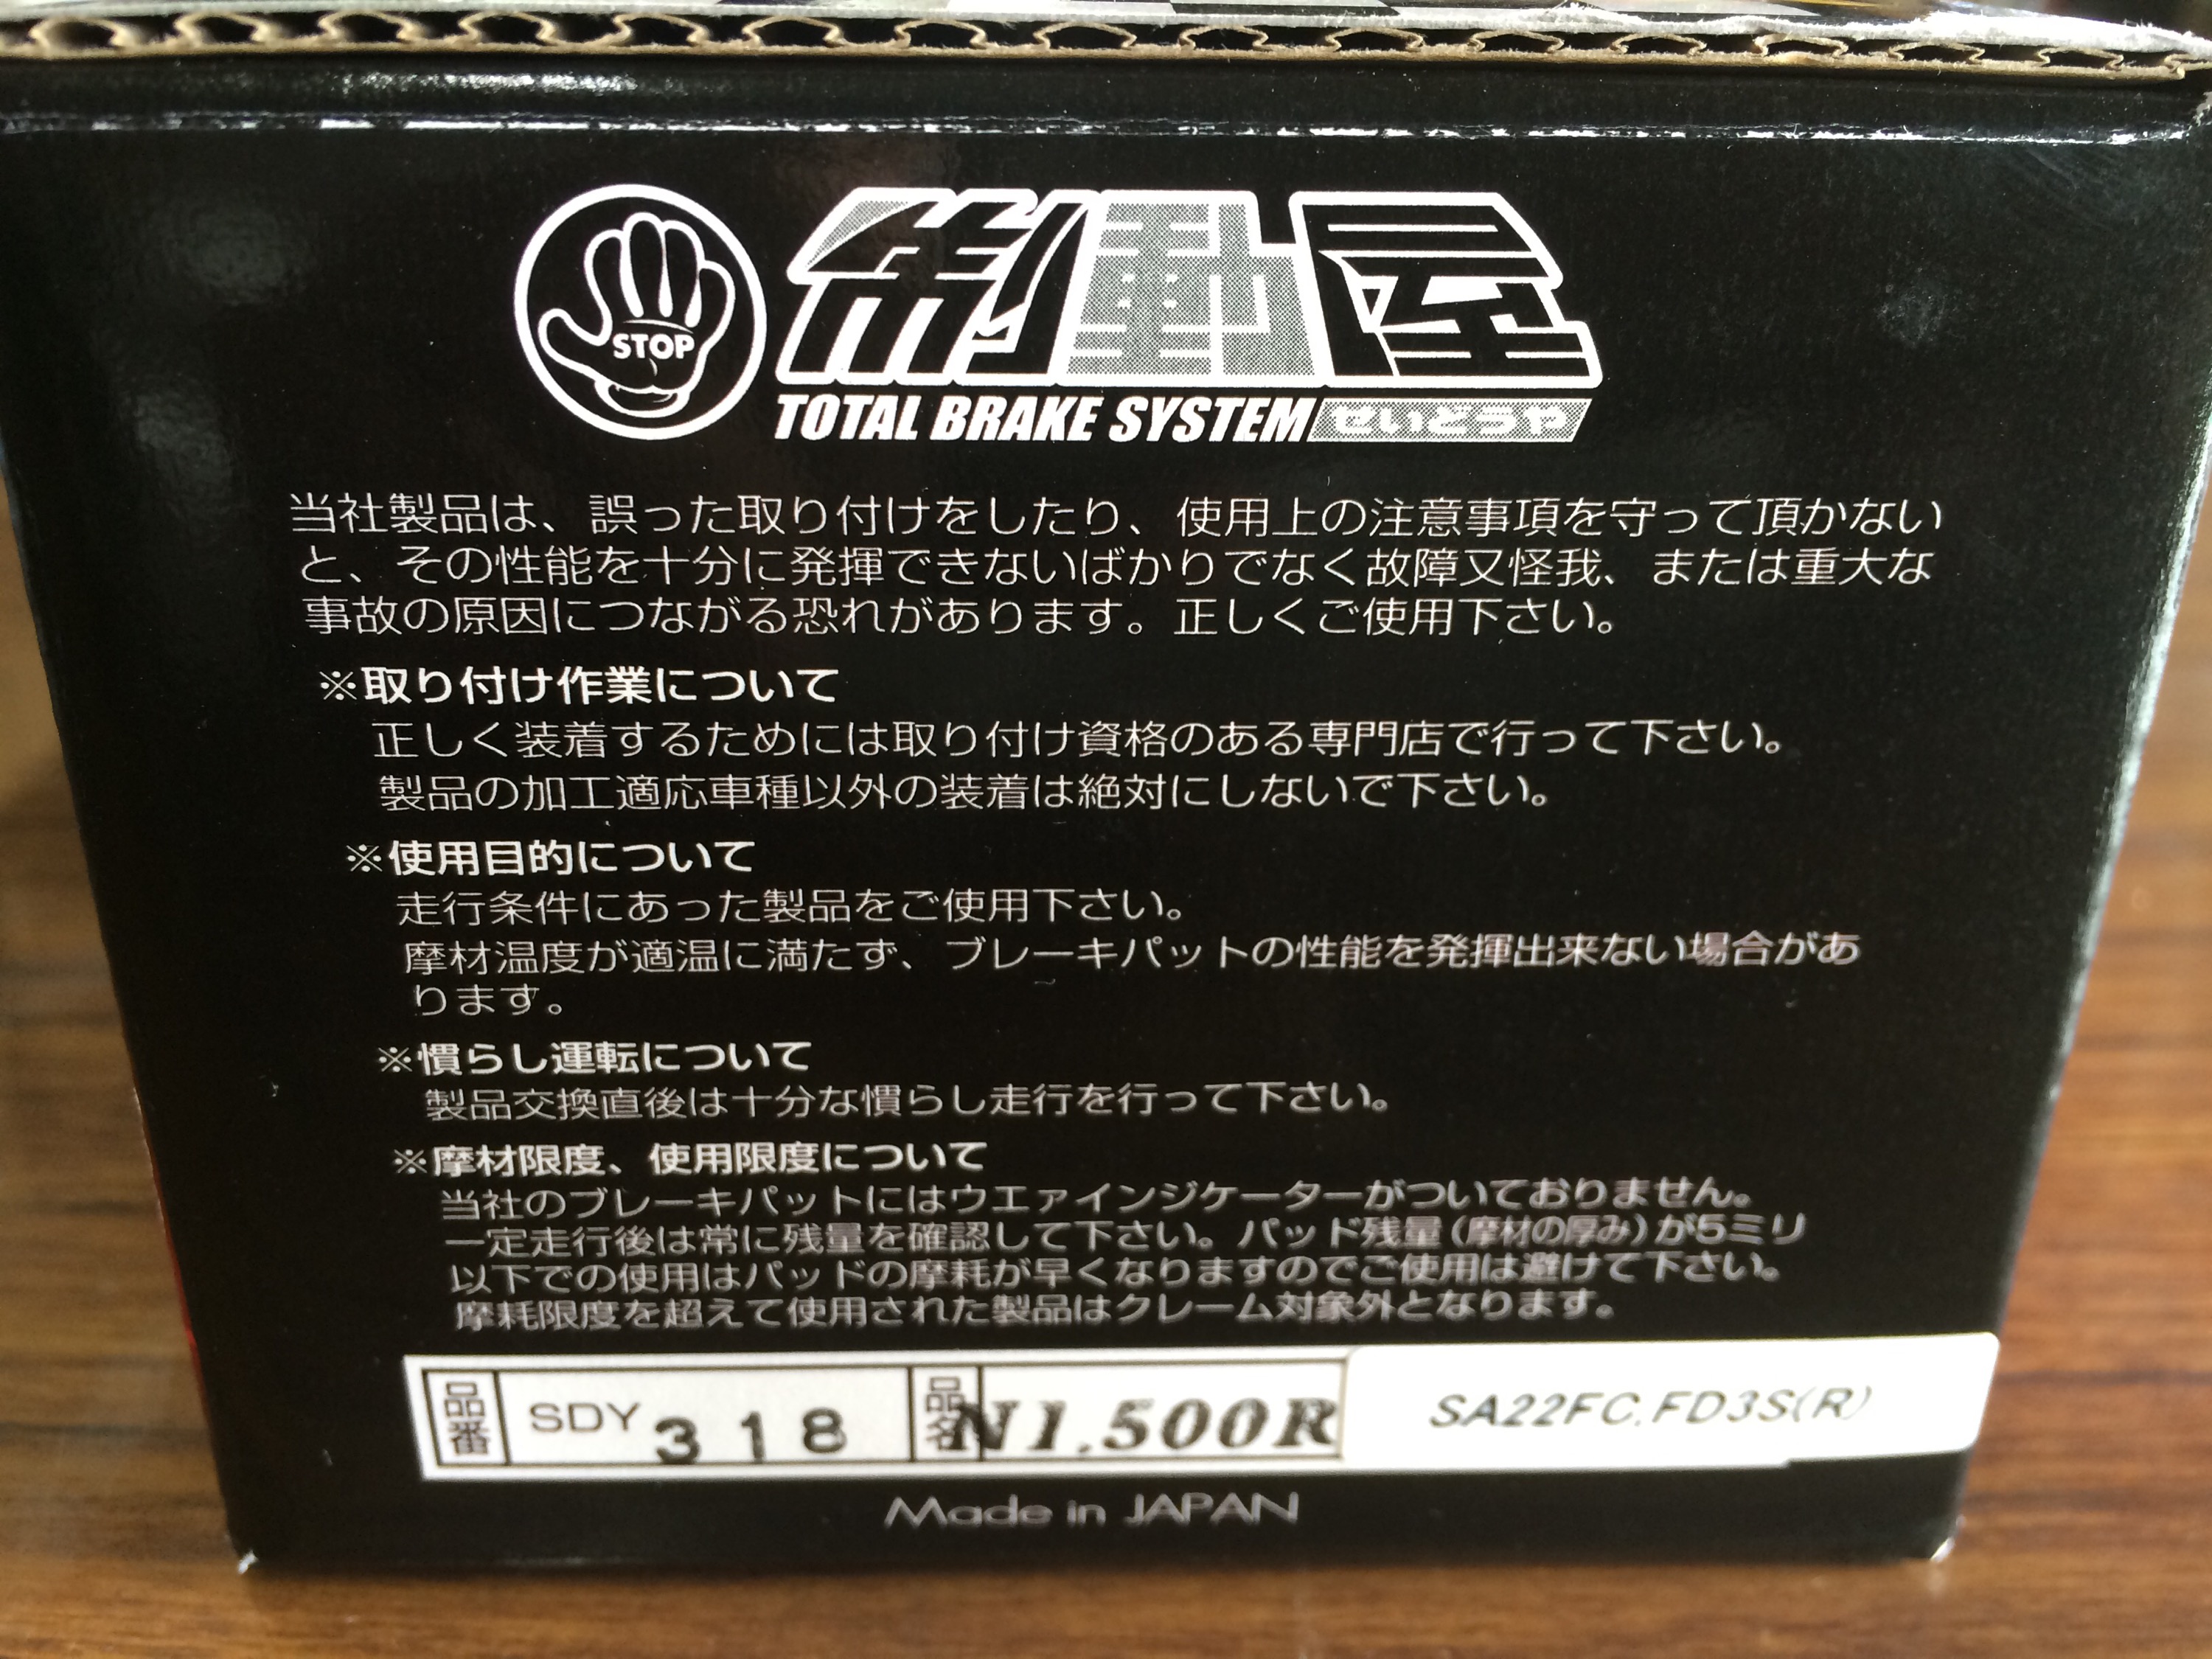 STOP
制動屋
TOTAL BRAKE SYSTEM せいどうや
当社製品は、誤った取り付けをしたり、使用上の注意事項を守って頂かない
と、その性能を十分に発揮できないばかりでなく故障又怪我、または重大な
事故の原因につながる恐れがあります。正しくご使用下さい。
※取り付け作業について
正しく装着するためには取り付け資格のある専門店で行って下さい。
製品の加工適応車種以外の装着は絶対にしないで下さい。
※使用目的について
走行条件にあった製品をご使用下さい。
摩材温度が適温に満たず、ブレーキパットの性能を発揮出来ない場合があ
ります。
※慣らし運転について
製品交換直後は十分な慣らし走行を行って下さい。
※摩材限度、使用限度について
当社のブレーキパットにはウエァインジケーターがついておりません。
一定走行後は常に残量を確認して下さい。パッド残量(摩材の厚み)が5ミリ
以下での使用はパッドの摩耗が早くなりますのでご使用は避けて下さい。
摩耗限度を超えて使用された製品はクレーム対象外となります。
品番 SDY 318 品名 N1.500R SA22FC.FD3S(R)
Made in JAPAN